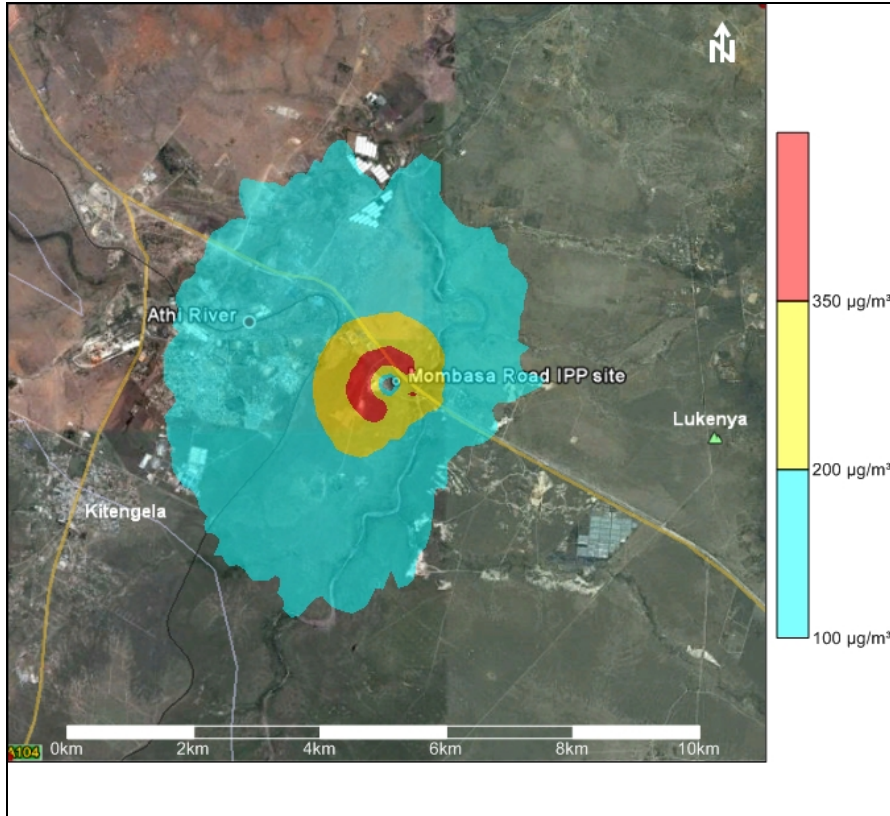 N
350 µg/m³
Athi River
Mombasa Road IPP site
Lukenya
200 µg/m³
Kitengela
100 µg/m³
0km 2km 4km 6km 8km 10km
A104